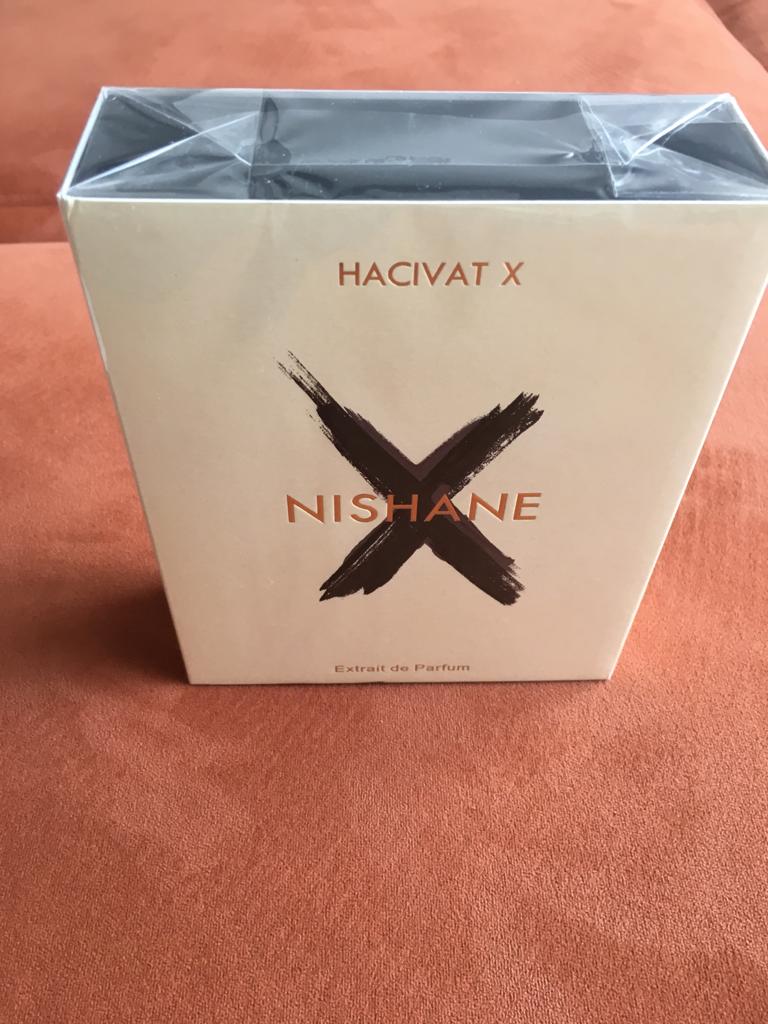 HACIVAT X
NISHANE
Extrait de Parfum